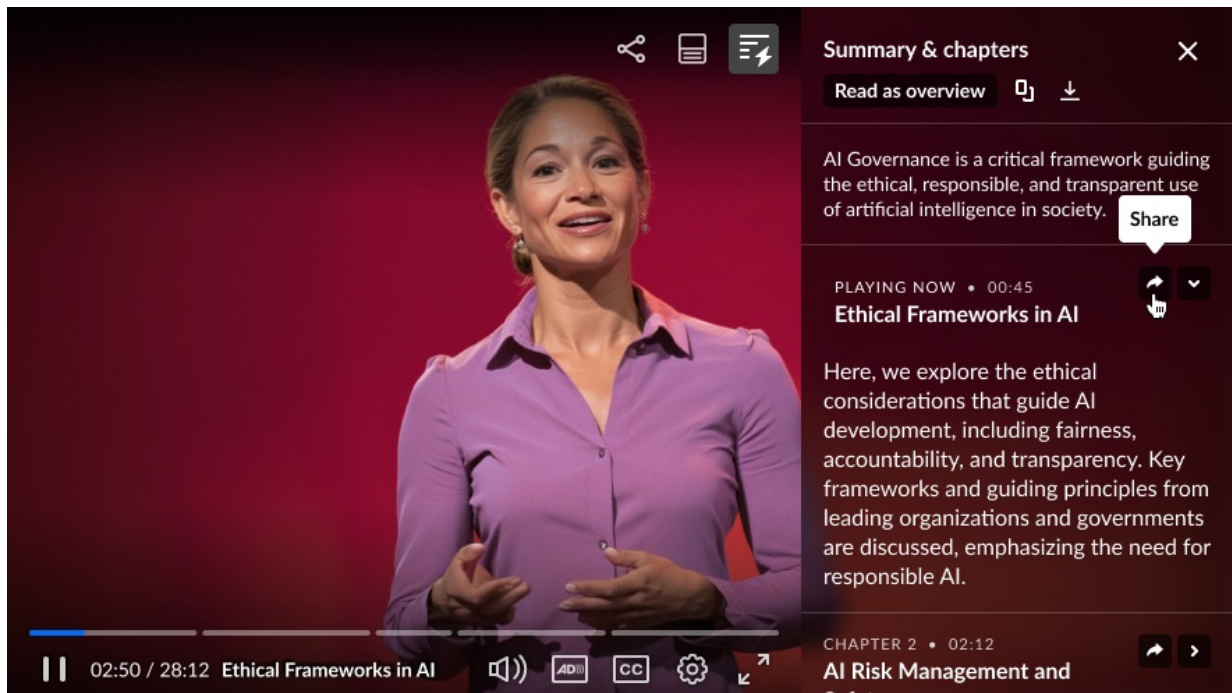 Summary & chapters
Read as overview
AI Governance is a critical framework guiding
the ethical, responsible, and transparent use
of artificial intelligence in society.
Share
PLAYING NOW • 00:45
Ethical Frameworks in AI
Here, we explore the ethical
considerations that guide AI
development, including fairness,
accountability, and transparency. Key
frameworks and guiding principles from
leading organizations and governments
are discussed, emphasizing the need for
responsible AI.
CHAPTER 2 • 02:12
AI Risk Management and
02:50 / 28:12 Ethical Frameworks in AI
AD
CC